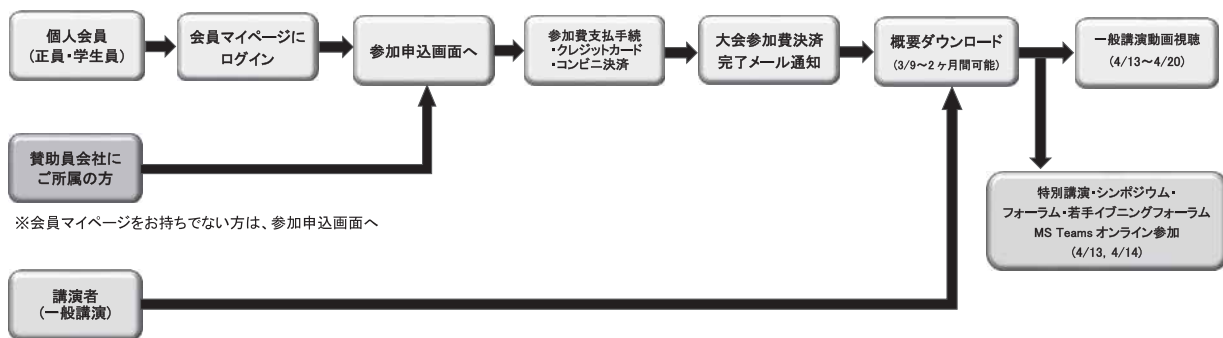 個人会員
(正員・学生員)
会員マイページに
ログイン
参加申込画面へ
参加費支払手続
・クレジットカード
・コンビニ決済
大会参加費決済
完了メール通知
概要ダウンロード
(3/9～2ヶ月間可能)
一般講演動画視聴
(4/13～4/20)
賛助員会社に
ご所属の方
※会員マイページをお持ちでない方は、参加申込画面へ
特別講演・シンポジウム・
フォーラム・若手イブニングフォーラム
MS Teams オンライン参加
(4/13, 4/14)
講演者
(一般講演)